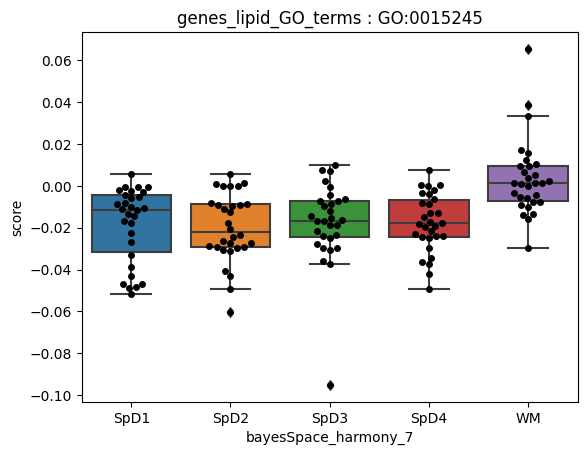 genes_lipid_GO_terms : GO:0015245
score
0.06
0.04
0.02
0.00
−0.02
−0.04
−0.06
−0.08
−0.10
SpD1 SpD2 SpD3 SpD4 WM
bayesSpace_harmony_7